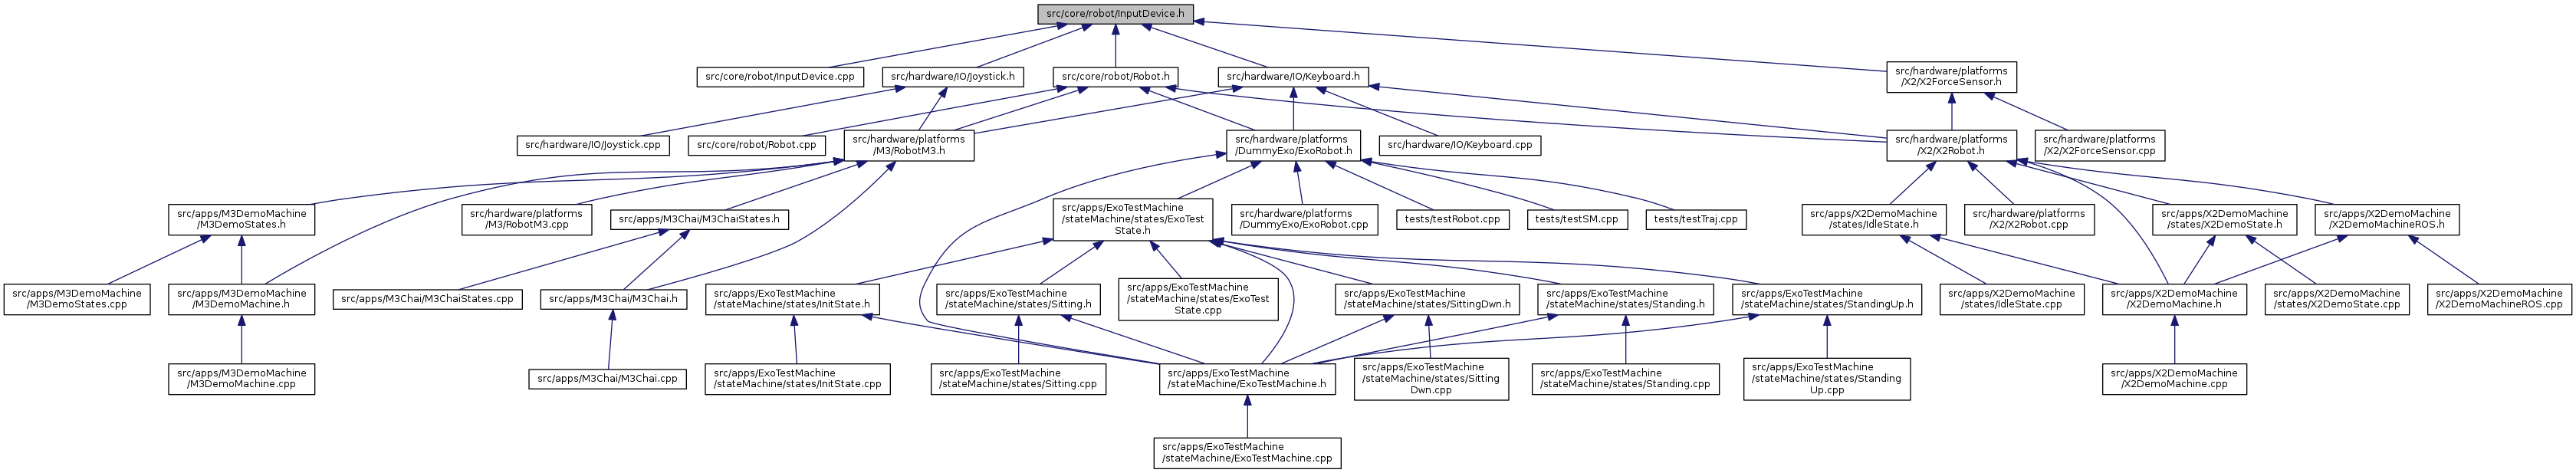 src/core/robot/InputDevice.h
src/core/robot/InputDevice.cpp
src/hardware/IO/Joystick.h
src/core/robot/Robot.h
src/hardware/IO/Keyboard.h
src/hardware/platforms
/X2/X2ForceSensor.h
src/hardware/IO/Joystick.cpp
src/core/robot/Robot.cpp
src/hardware/platforms
/M3/RobotM3.h
src/hardware/platforms
/DummyExo/ExoRobot.h
src/hardware/IO/Keyboard.cpp
src/hardware/platforms
/X2/X2Robot.h
src/hardware/platforms
/X2/X2ForceSensor.cpp
src/apps/M3DemoMachine
/M3DemoStates.h
src/hardware/platforms
/M3/RobotM3.cpp
src/apps/M3Chai/M3ChaiStates.h
src/apps/ExoTestMachine
/stateMachine/states/ExoTest
State.h
src/hardware/platforms
/DummyExo/ExoRobot.cpp
tests/testRobot.cpp
tests/testSM.cpp
tests/testTraj.cpp
src/apps/X2DemoMachine
/states/IdleState.h
src/hardware/platforms
/X2/X2Robot.cpp
src/apps/X2DemoMachine
/states/X2DemoState.h
src/apps/X2DemoMachine
/X2DemoMachineROS.h
src/apps/M3DemoMachine
/M3DemoStates.cpp
src/apps/M3DemoMachine
/M3DemoMachine.h
src/apps/M3Chai/M3ChaiStates.cpp
src/apps/M3Chai/M3Chai.h
src/apps/ExoTestMachine
/stateMachine/states/InitState.h
src/apps/ExoTestMachine
/stateMachine/states/Sitting.h
src/apps/ExoTestMachine
/stateMachine/states/ExoTest
State.cpp
src/apps/ExoTestMachine
/stateMachine/states/SittingDwn.h
src/apps/ExoTestMachine
/stateMachine/states/Standing.h
src/apps/ExoTestMachine
/stateMachine/states/StandingUp.h
src/apps/X2DemoMachine
/states/IdleState.cpp
src/apps/X2DemoMachine
/X2DemoMachine.h
src/apps/X2DemoMachine
/states/X2DemoState.cpp
src/apps/X2DemoMachine
/X2DemoMachineROS.cpp
src/apps/M3DemoMachine
/M3DemoMachine.cpp
src/apps/M3Chai/M3Chai.cpp
src/apps/ExoTestMachine
/stateMachine/states/InitState.cpp
src/apps/ExoTestMachine
/stateMachine/states/Sitting.cpp
src/apps/ExoTestMachine
/stateMachine/ExoTestMachine.h
src/apps/ExoTestMachine
/stateMachine/states/Sitting
Dwn.cpp
src/apps/ExoTestMachine
/stateMachine/states/Standing.cpp
src/apps/ExoTestMachine
/stateMachine/states/Standing
Up.cpp
src/apps/X2DemoMachine
/X2DemoMachine.cpp
src/apps/ExoTestMachine
/stateMachine/ExoTestMachine.cpp